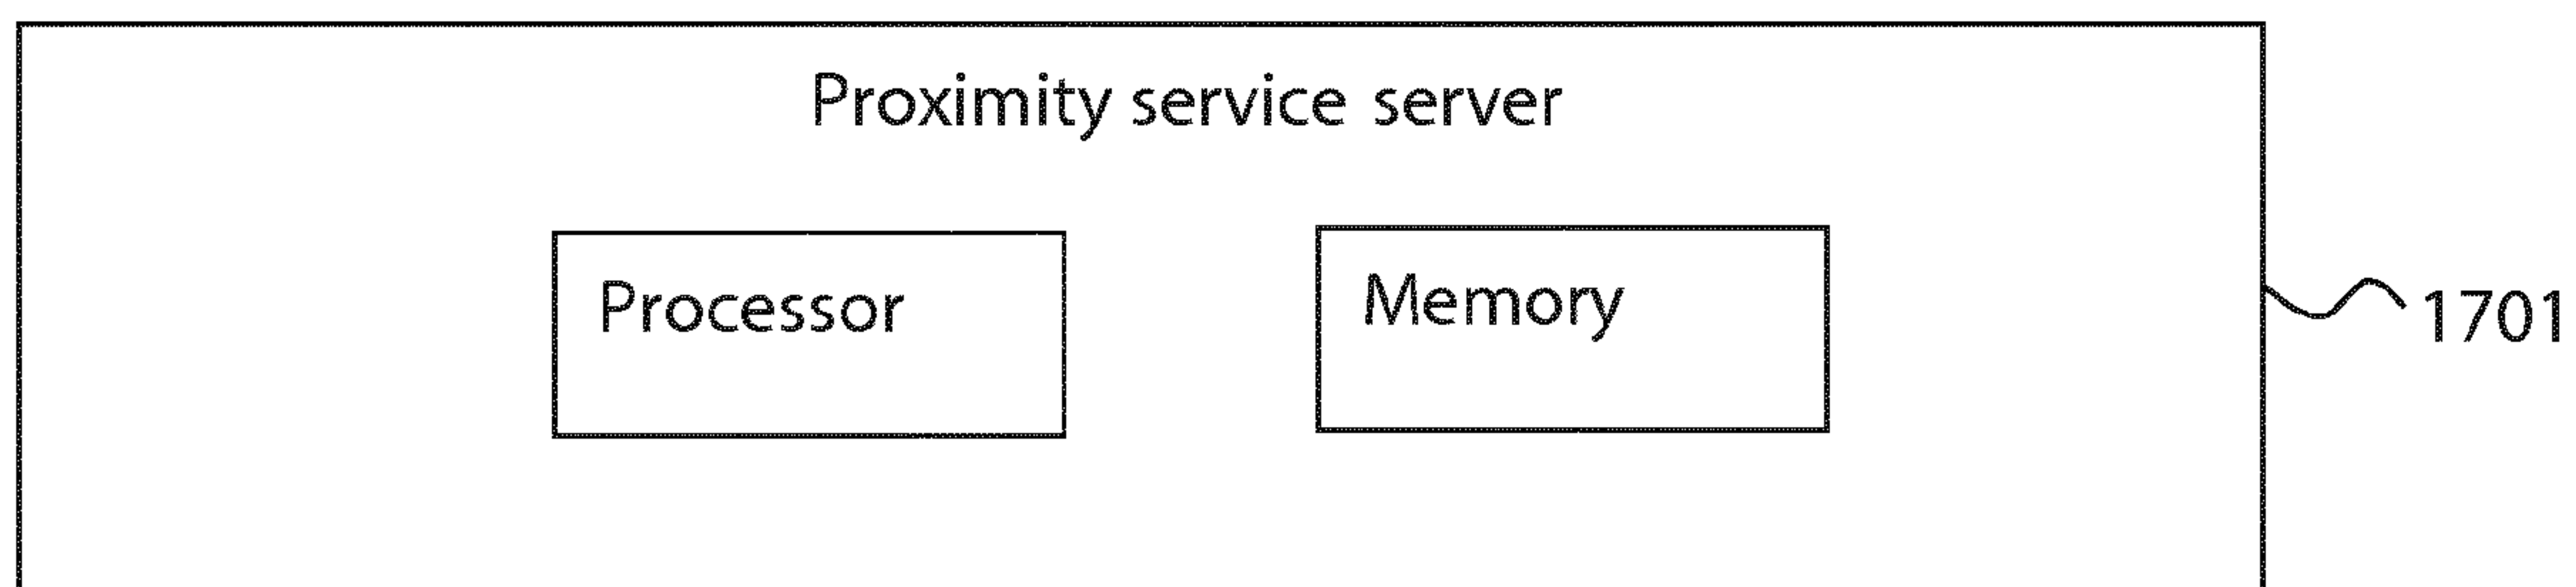 Proximity service server
Processor
Memory
1701